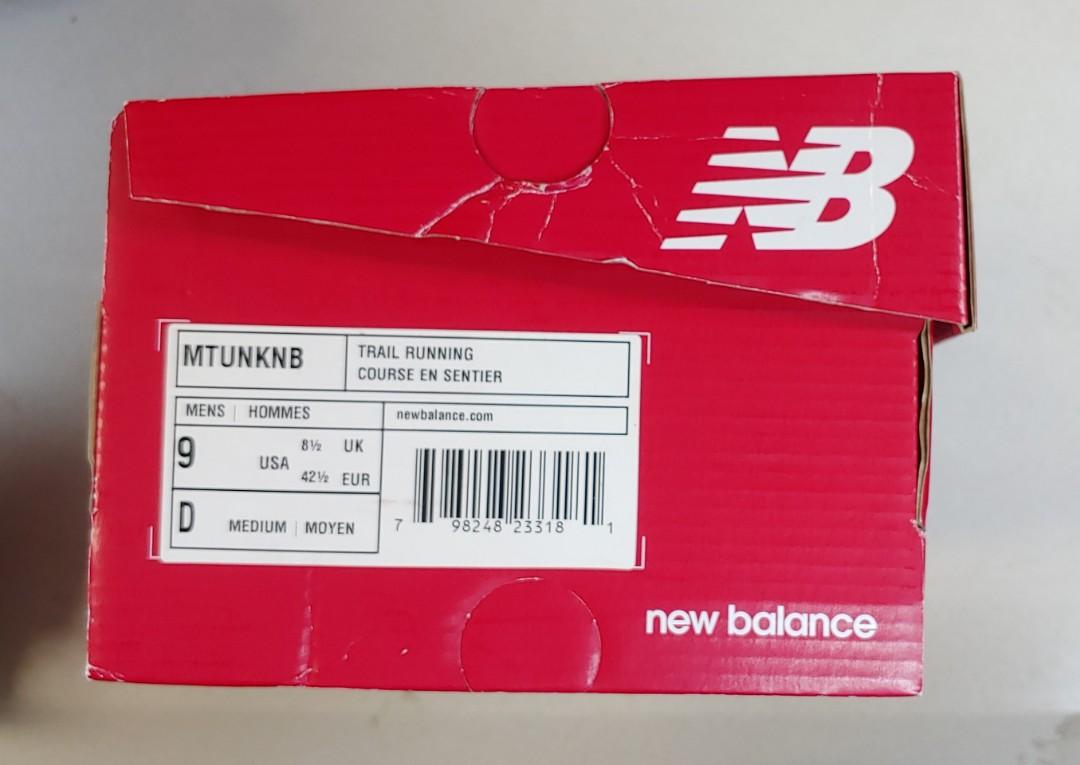 NB
MTUNKNB
TRAIL RUNNING
COURSE EN SENTIER
MENS | HOMMES
newbalance.com
9
USA
8½ UK
42½ EUR
D
MEDIUM | MOYEN
7 98248 23318 1
new balance